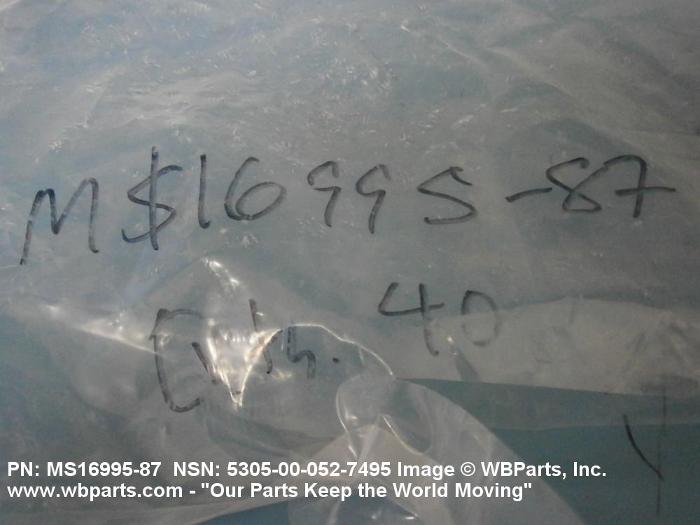 M$16995-87
40
PN: MS16995-87 NSN: 5305-00-052-7495 Image © WBParts, Inc.
www.wbparts.com - "Our Parts Keep the World Moving"